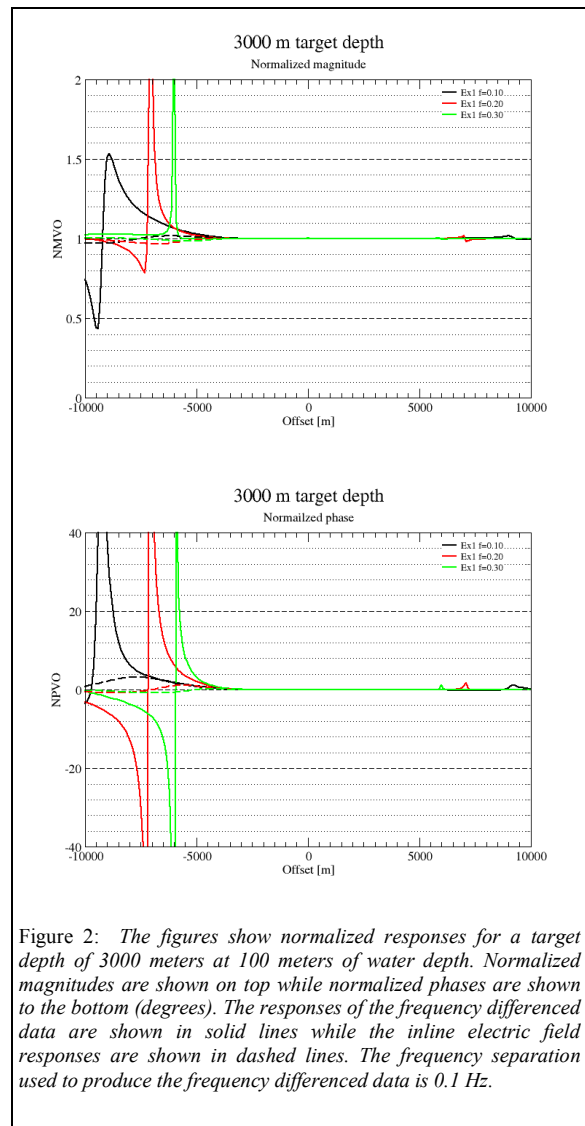 3000 m target depth
Normalized magnitude
2
1.5
1
0.5
0
NMVO
Ex1 f=0.10
Ex1 f=0.20
Ex1 f=0.30
-10000 -5000 0 5000 10000
Offset [m]
3000 m target depth
Normailzed phase
40
20
0
-20
-40
NPVO
Ex1 f=0.10
Ex1 f=0.20
Ex1 f=0.30
-10000 -5000 0 5000 10000
Offset [m]
Figure 2: The figures show normalized responses for a target
depth of 3000 meters at 100 meters of water depth. Normalized
magnitudes are shown on top while normalized phases are shown
to the bottom (degrees). The responses of the frequency differenced
data are shown in solid lines while the inline electric field
responses are shown in dashed lines. The frequency separation
used to produce the frequency differenced data is 0.1 Hz.